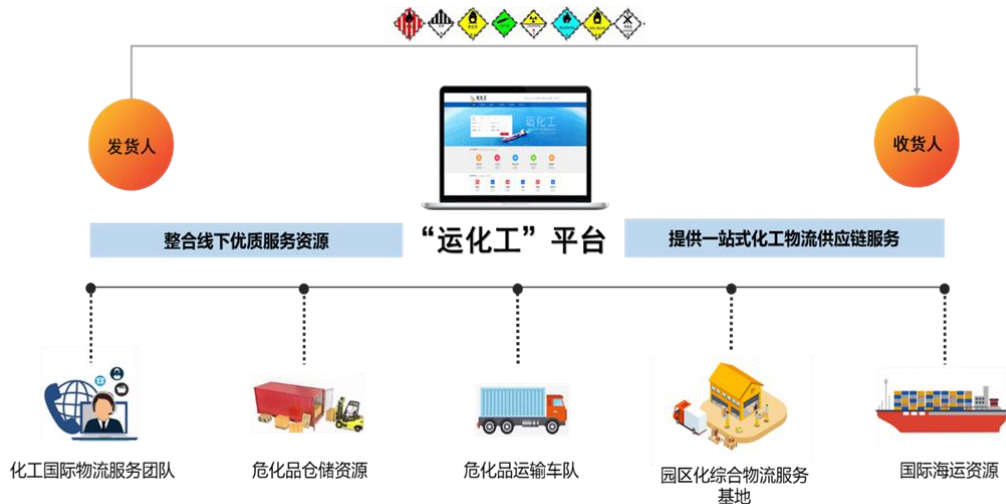 发货人
收货人
运化工
整合线下优质服务资源
“运化工”平台
提供一站式化工物流供应链服务
化工国际物流服务团队
危化品仓储资源
危化品运输车队
园区化综合物流服务
基地
国际海运资源